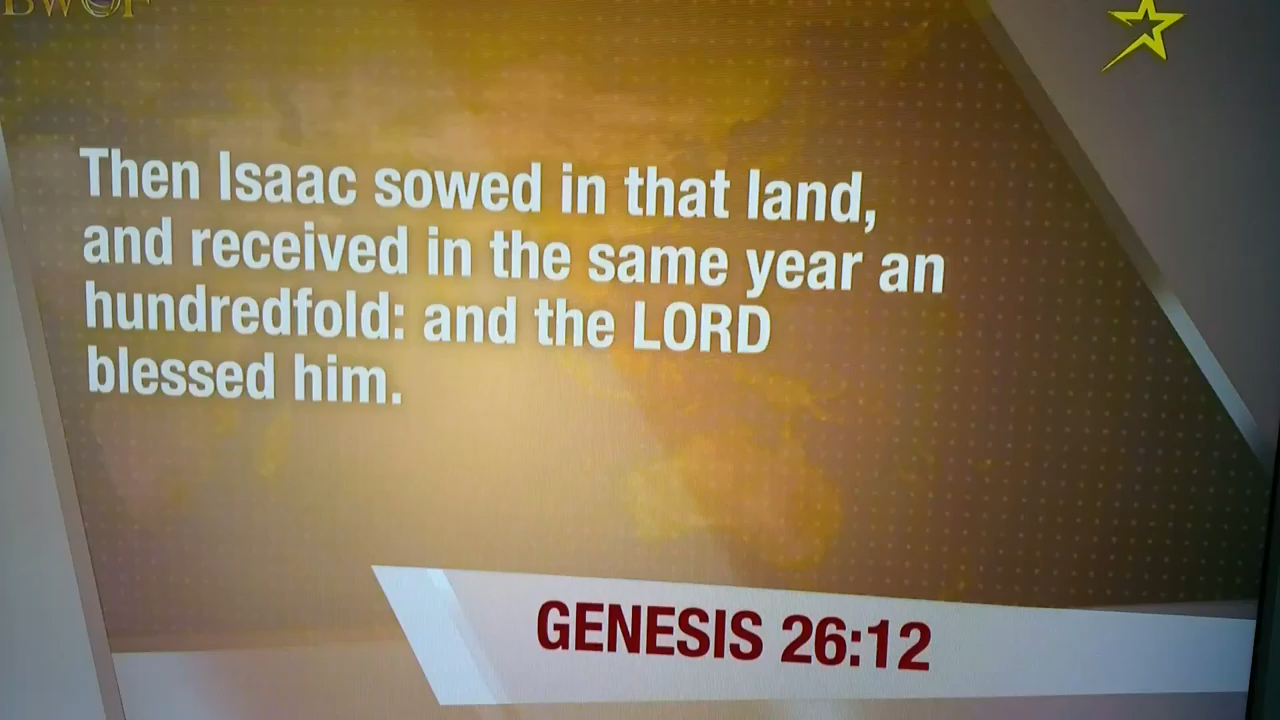 Then Isaac sowed in that land,
and received in the same year an
hundredfold: and the LORD
blessed him.
GENESIS 26:12